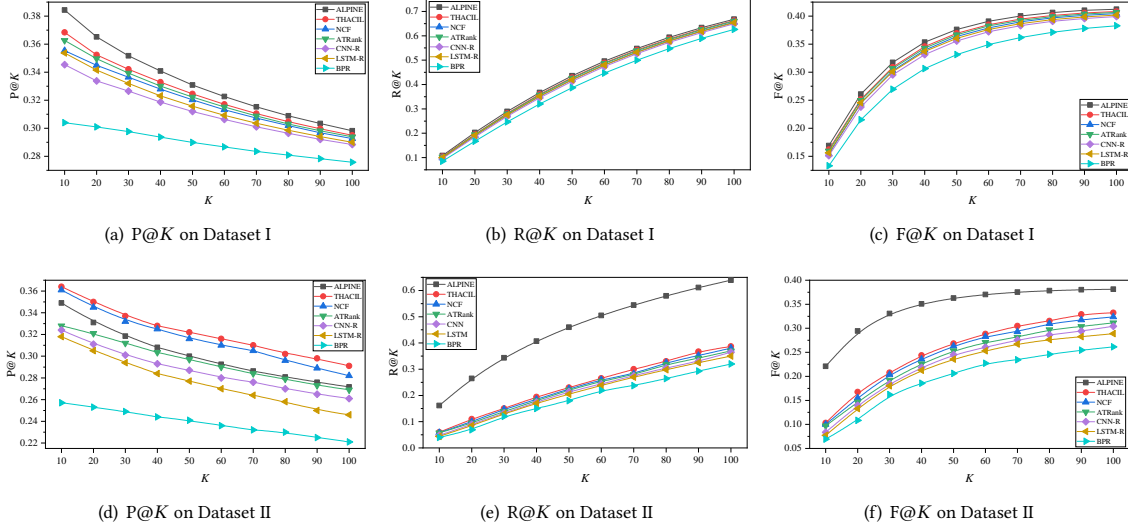 P@K
0.38
0.36
0.34
0.32
0.30
0.28
ALPINE
THACIL
NCF
ATRank
CNN-R
LSTM-R
BPR
10 20 30 40 50 60 70 80 90 100
K
(a) P@K on Dataset I
R@K
0.7
0.6
0.5
0.4
0.3
0.2
0.1
ALPINE
THACIL
NCF
ATRank
CNN-R
LSTM-R
BPR
10 20 30 40 50 60 70 80 90 100
K
(b) R@K on Dataset I
F@K
0.40
0.35
0.30
0.25
0.20
0.15
ALPINE
THACIL
NCF
ATRank
CNN-R
LSTM-R
BPR
10 20 30 40 50 60 70 80 90 100
K
(c) F@K on Dataset I
P@K
0.36
0.34
0.32
0.30
0.28
0.26
0.24
0.22
ALPINE
THACIL
NCF
ATRank
CNN-R
LSTM-R
BPR
10 20 30 40 50 60 70 80 90 100
K
(d) P@K on Dataset II
R@K
0.6
0.5
0.4
0.3
0.2
0.1
0.0
ALPINE
THACIL
NCF
ATRank
CNN
LSTM
BPR
10 20 30 40 50 60 70 80 90 100
K
(e) R@K on Dataset II
F@K
0.40
0.35
0.30
0.25
0.20
0.15
0.10
0.05
ALPINE
THACIL
NCF
ATRank
CNN-R
LSTM-R
BPR
10 20 30 40 50 60 70 80 90 100
K
(f) F@K on Dataset II